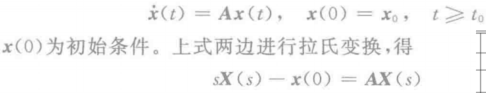 ẋ(t) = Ax(t), x(0) = x₀, t ⩾ t₀
x(0)为初始条件。上式两边进行拉氏变换,得
sX(s) − x(0) = AX(s)